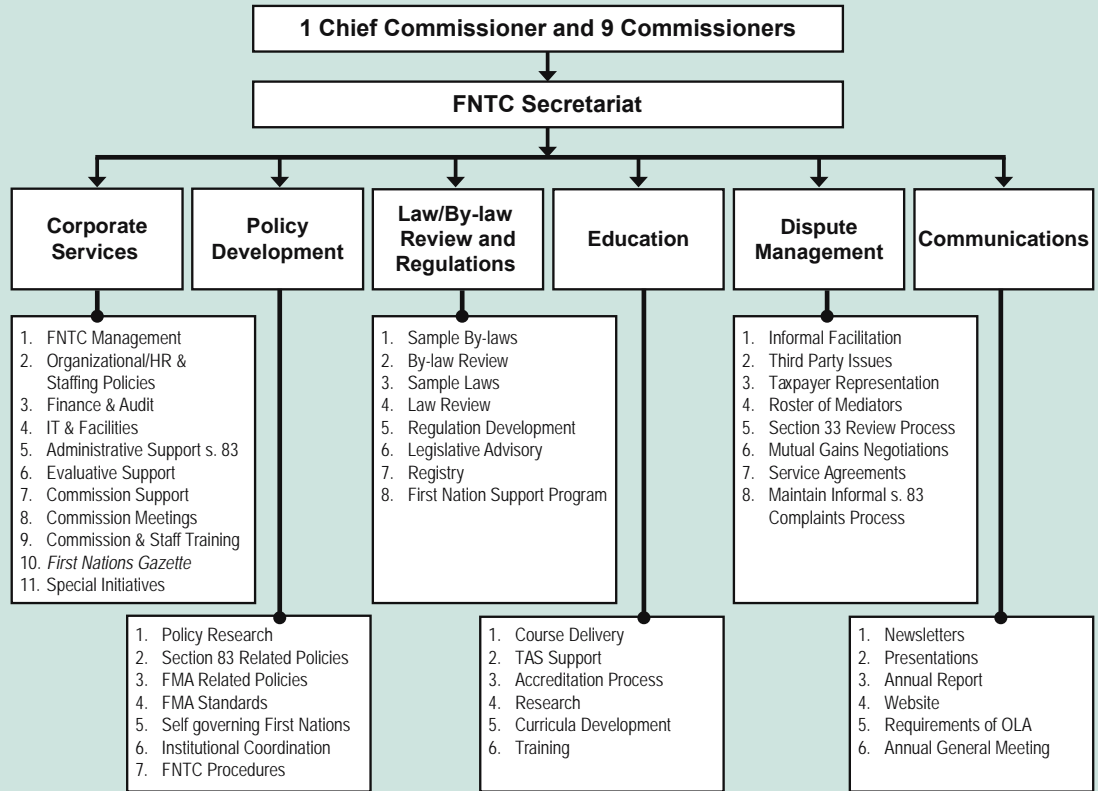 1 Chief Commissioner and 9 Commissioners
FNTC Secretariat
Corporate
Services
Policy
Development
Law/By-law
Review and
Regulations
Education
Dispute
Management
Communications
1. FNTC Management
2. Organizational/HR &
Staffing Policies
3. Finance & Audit
4. IT & Facilities
5. Administrative Support s. 83
6. Evaluative Support
7. Commission Support
8. Commission Meetings
9. Commission & Staff Training
10. First Nations Gazette
11. Special Initiatives
1. Sample By-laws
2. By-law Review
3. Sample Laws
4. Law Review
5. Regulation Development
6. Legislative Advisory
7. Registry
8. First Nation Support Program
1. Informal Facilitation
2. Third Party Issues
3. Taxpayer Representation
4. Roster of Mediators
5. Section 33 Review Process
6. Mutual Gains Negotiations
7. Service Agreements
8. Maintain Informal s. 83
Complaints Process
1. Policy Research
2. Section 83 Related Policies
3. FMA Related Policies
4. FMA Standards
5. Self governing First Nations
6. Institutional Coordination
7. FNTC Procedures
1. Course Delivery
2. TAS Support
3. Accreditation Process
4. Research
5. Curricula Development
6. Training
1. Newsletters
2. Presentations
3. Annual Report
4. Website
5. Requirements of OLA
6. Annual General Meeting